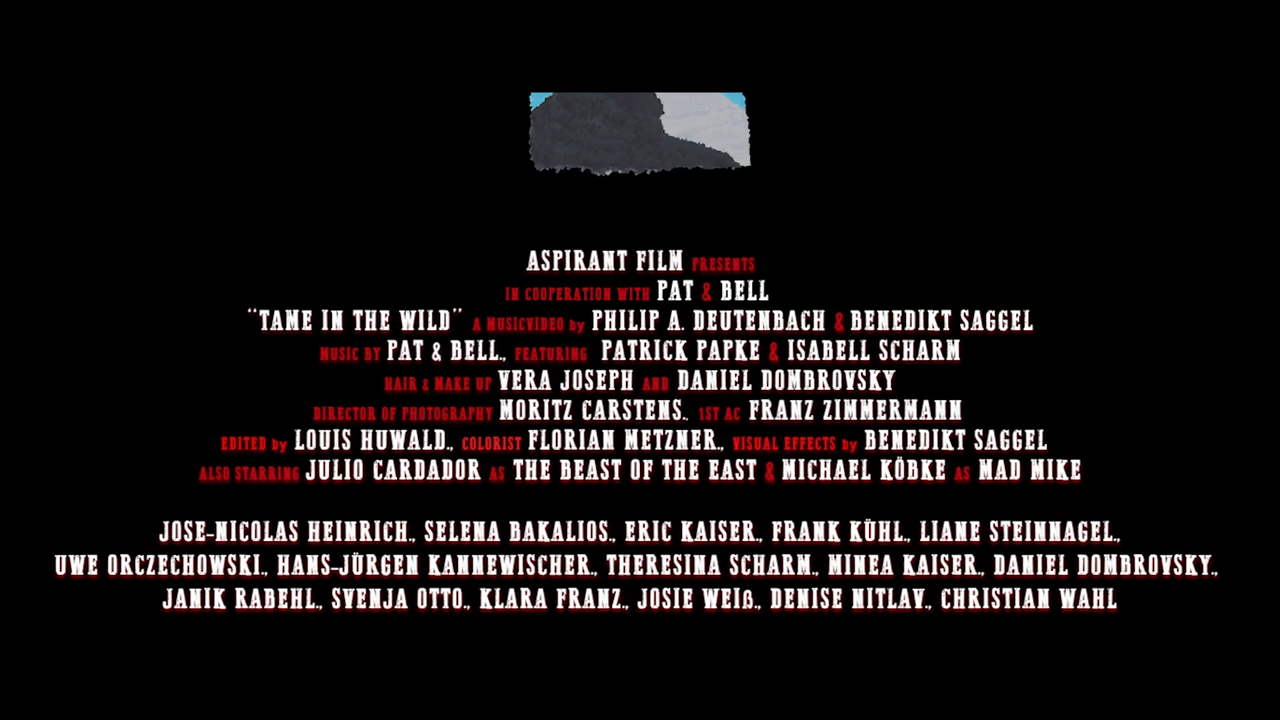 ASPIRANT FILM PRESENTS
IN COOPERATION WITH PAT & BELL
“TAME IN THE WILD” A MUSICVIDEO by PHILIP A. DEUTENBACH & BENEDIKT SAGGEL
MUSIC BY PAT & BELL., FEATURING PATRICK PAPKE & ISABELL SCHARM
HAIR & MAKE UP VERA JOSEPH AND DANIEL DOMBROVSKY
DIRECTOR OF PHOTOGRAPHY MORITZ CARSTENS., 1ST AC FRANZ ZIMMERMANN
EDITED by LOUIS HUWALD., COLORIST FLORIAN METZNER., VISUAL EFFECTS by BENEDIKT SAGGEL
ALSO STARRING JULIO CARDADOR AS THE BEAST OF THE EAST & MICHAEL KÖBKE AS MAD MIKE
JOSE-NICOLAS HEINRICH., SELENA BAKALIOS., ERIC KAISER., FRANK KÜHL., LIANE STEINNAGEL.,
UWE ORCZECHOWSKI., HANS-JÜRGEN KANNEWISCHER., THERESINA SCHARM., MINEA KAISER., DANIEL DOMBROVSKY.,
JANIK RABEHL., SVENJA OTTO., KLARA FRANZ., JOSIE WEIß., DENISE NITLAV., CHRISTIAN WAHL